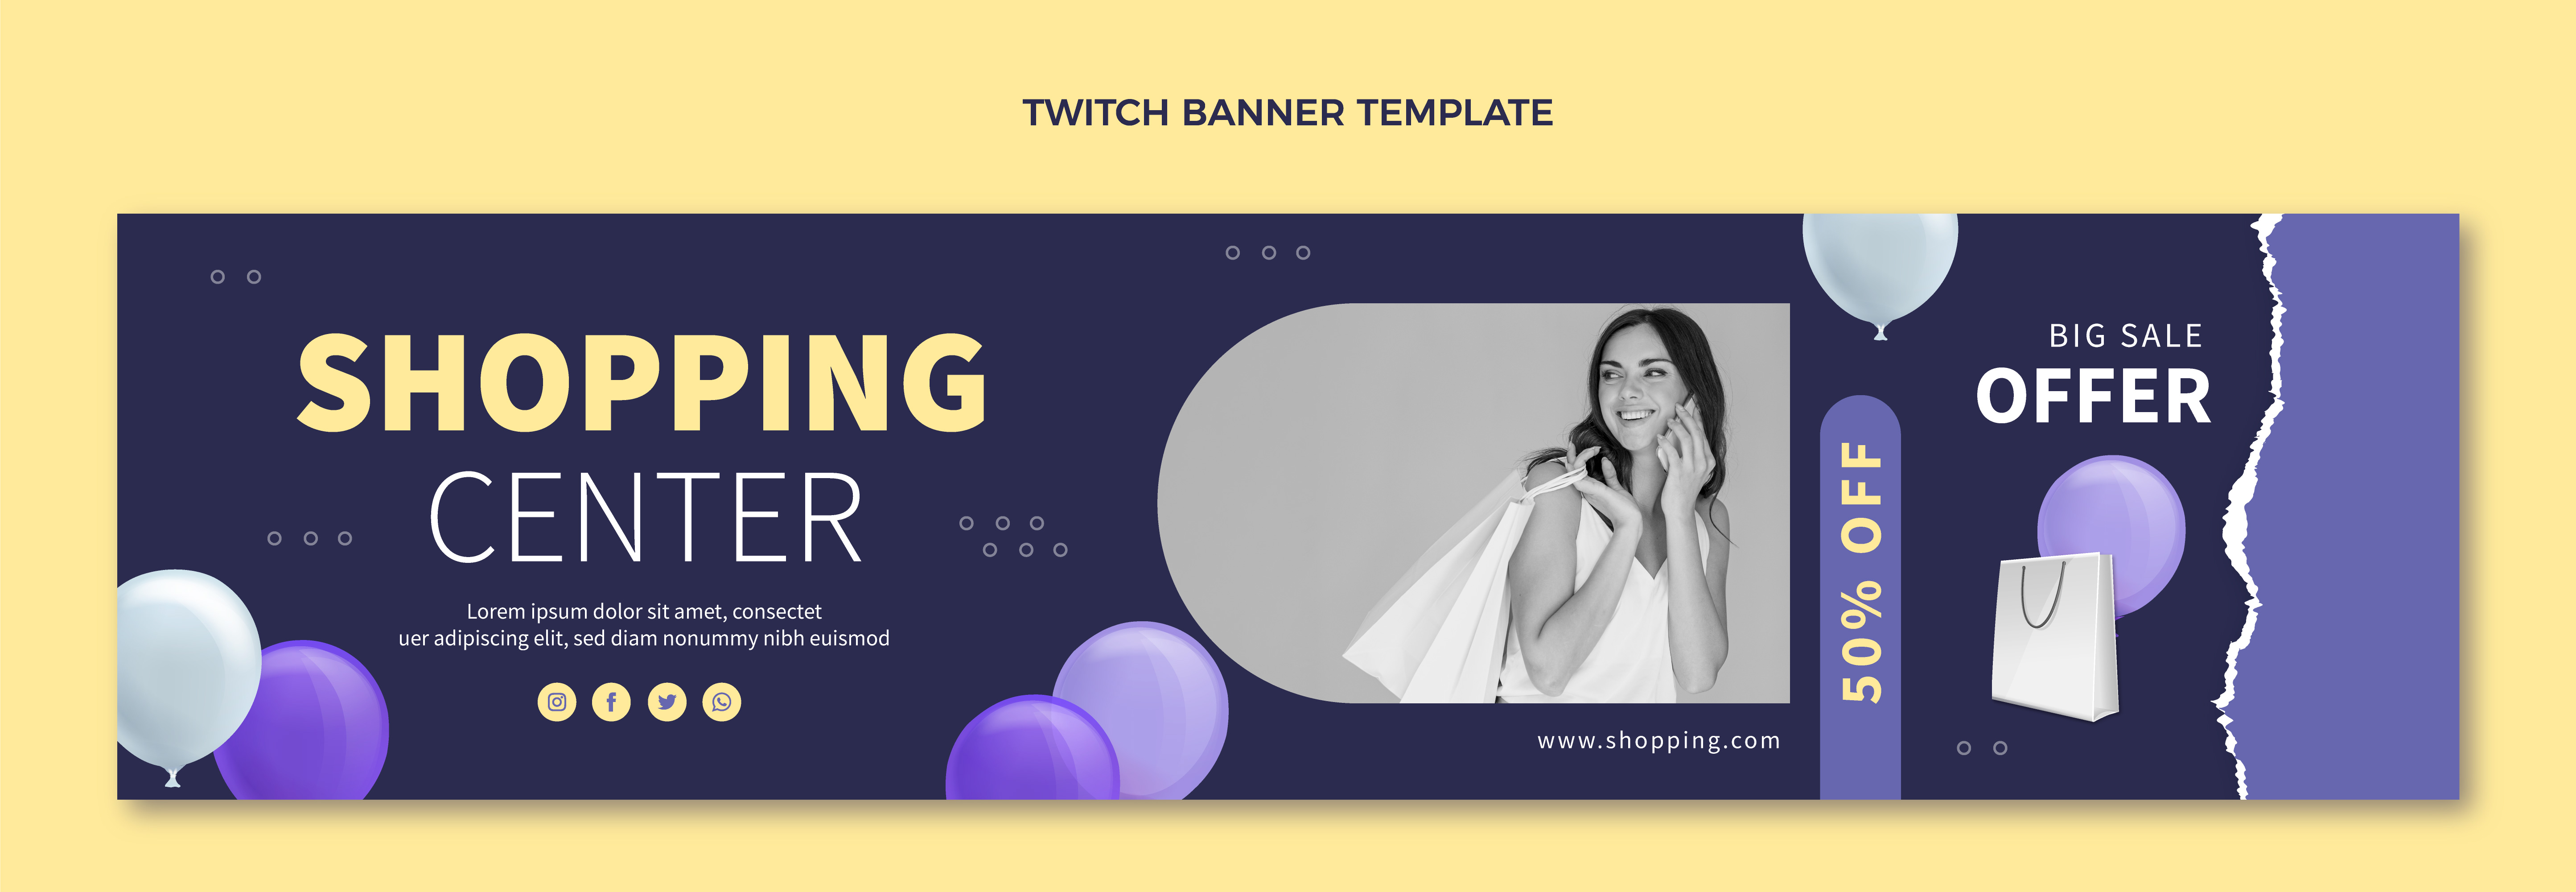 TWITCH BANNER TEMPLATE
SHOPPING
CENTER
Lorem ipsum dolor sit amet, consectet
uer adipiscing elit, sed diam nonummy nibh euismod
www.shopping.com
50% OFF
BIG SALE
OFFER